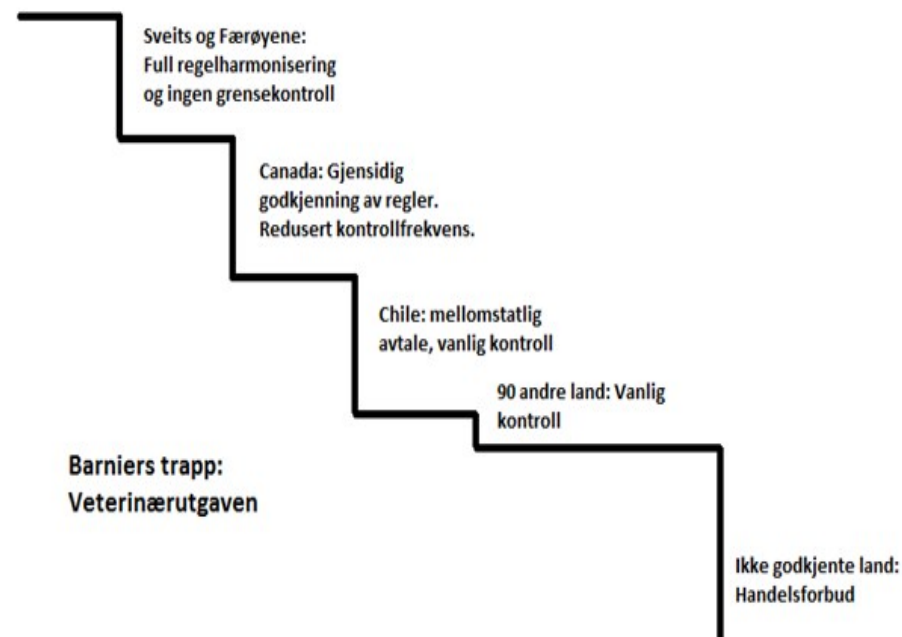 Sveits og Færøyene:
Full regelharmonisering
og ingen grensekontroll
Canada: Gjensidig
godkjenning av regler.
Redusert kontrollfrekvens.
Chile: mellomstatlig
avtale, vanlig kontroll
90 andre land: Vanlig
kontroll
Barniers trapp:
Veterinærutgaven
Ikke godkjente land:
Handelsforbud